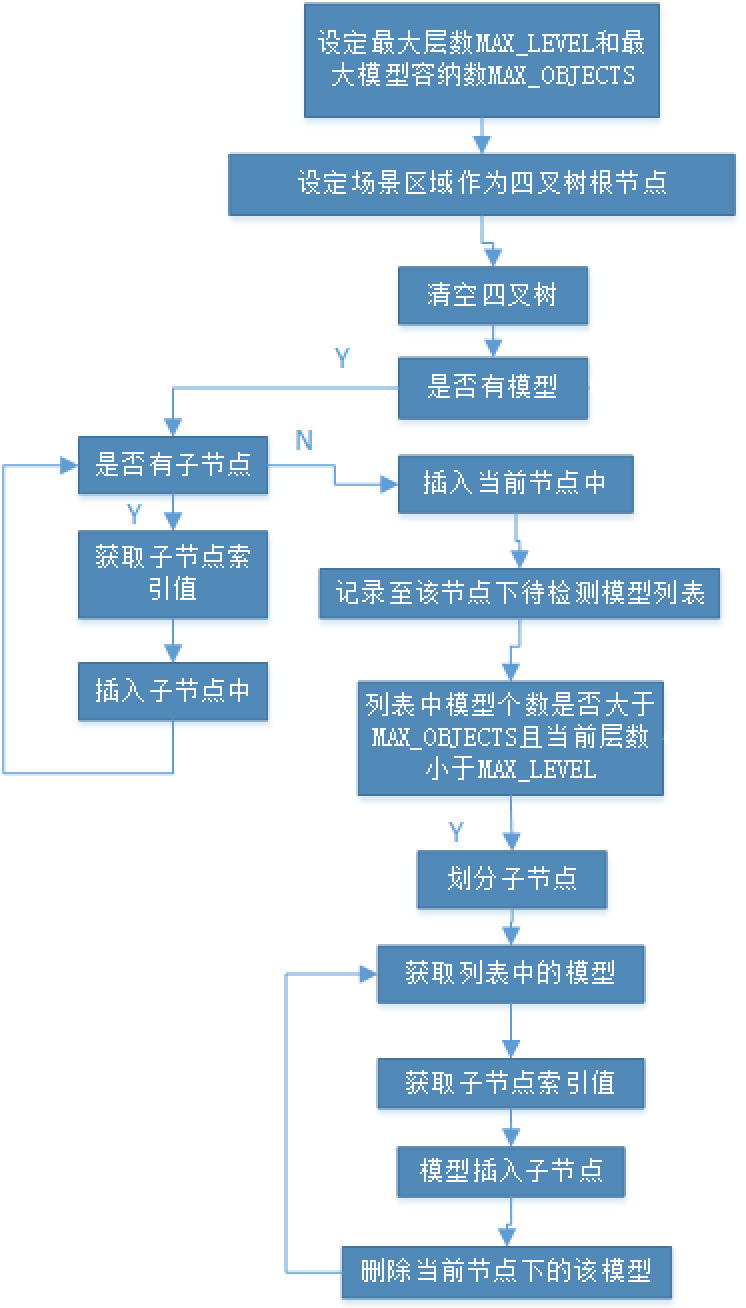 设定最大层数MAX_LEVEL和最
大模型容纳数MAX_OBJECTS
设定场景区域作为四叉树根节点
清空四叉树
Y
是否有模型
是否有子节点
N
插入当前节点中
Y
获取子节点索
引值
记录至该节点下待检测模型列表
插入子节点中
列表中模型个数是否大于
MAX_OBJECTS且当前层数
小于MAX_LEVEL
Y
划分子节点
获取列表中的模型
获取子节点索引值
模型插入子节点
删除当前节点下的该模型